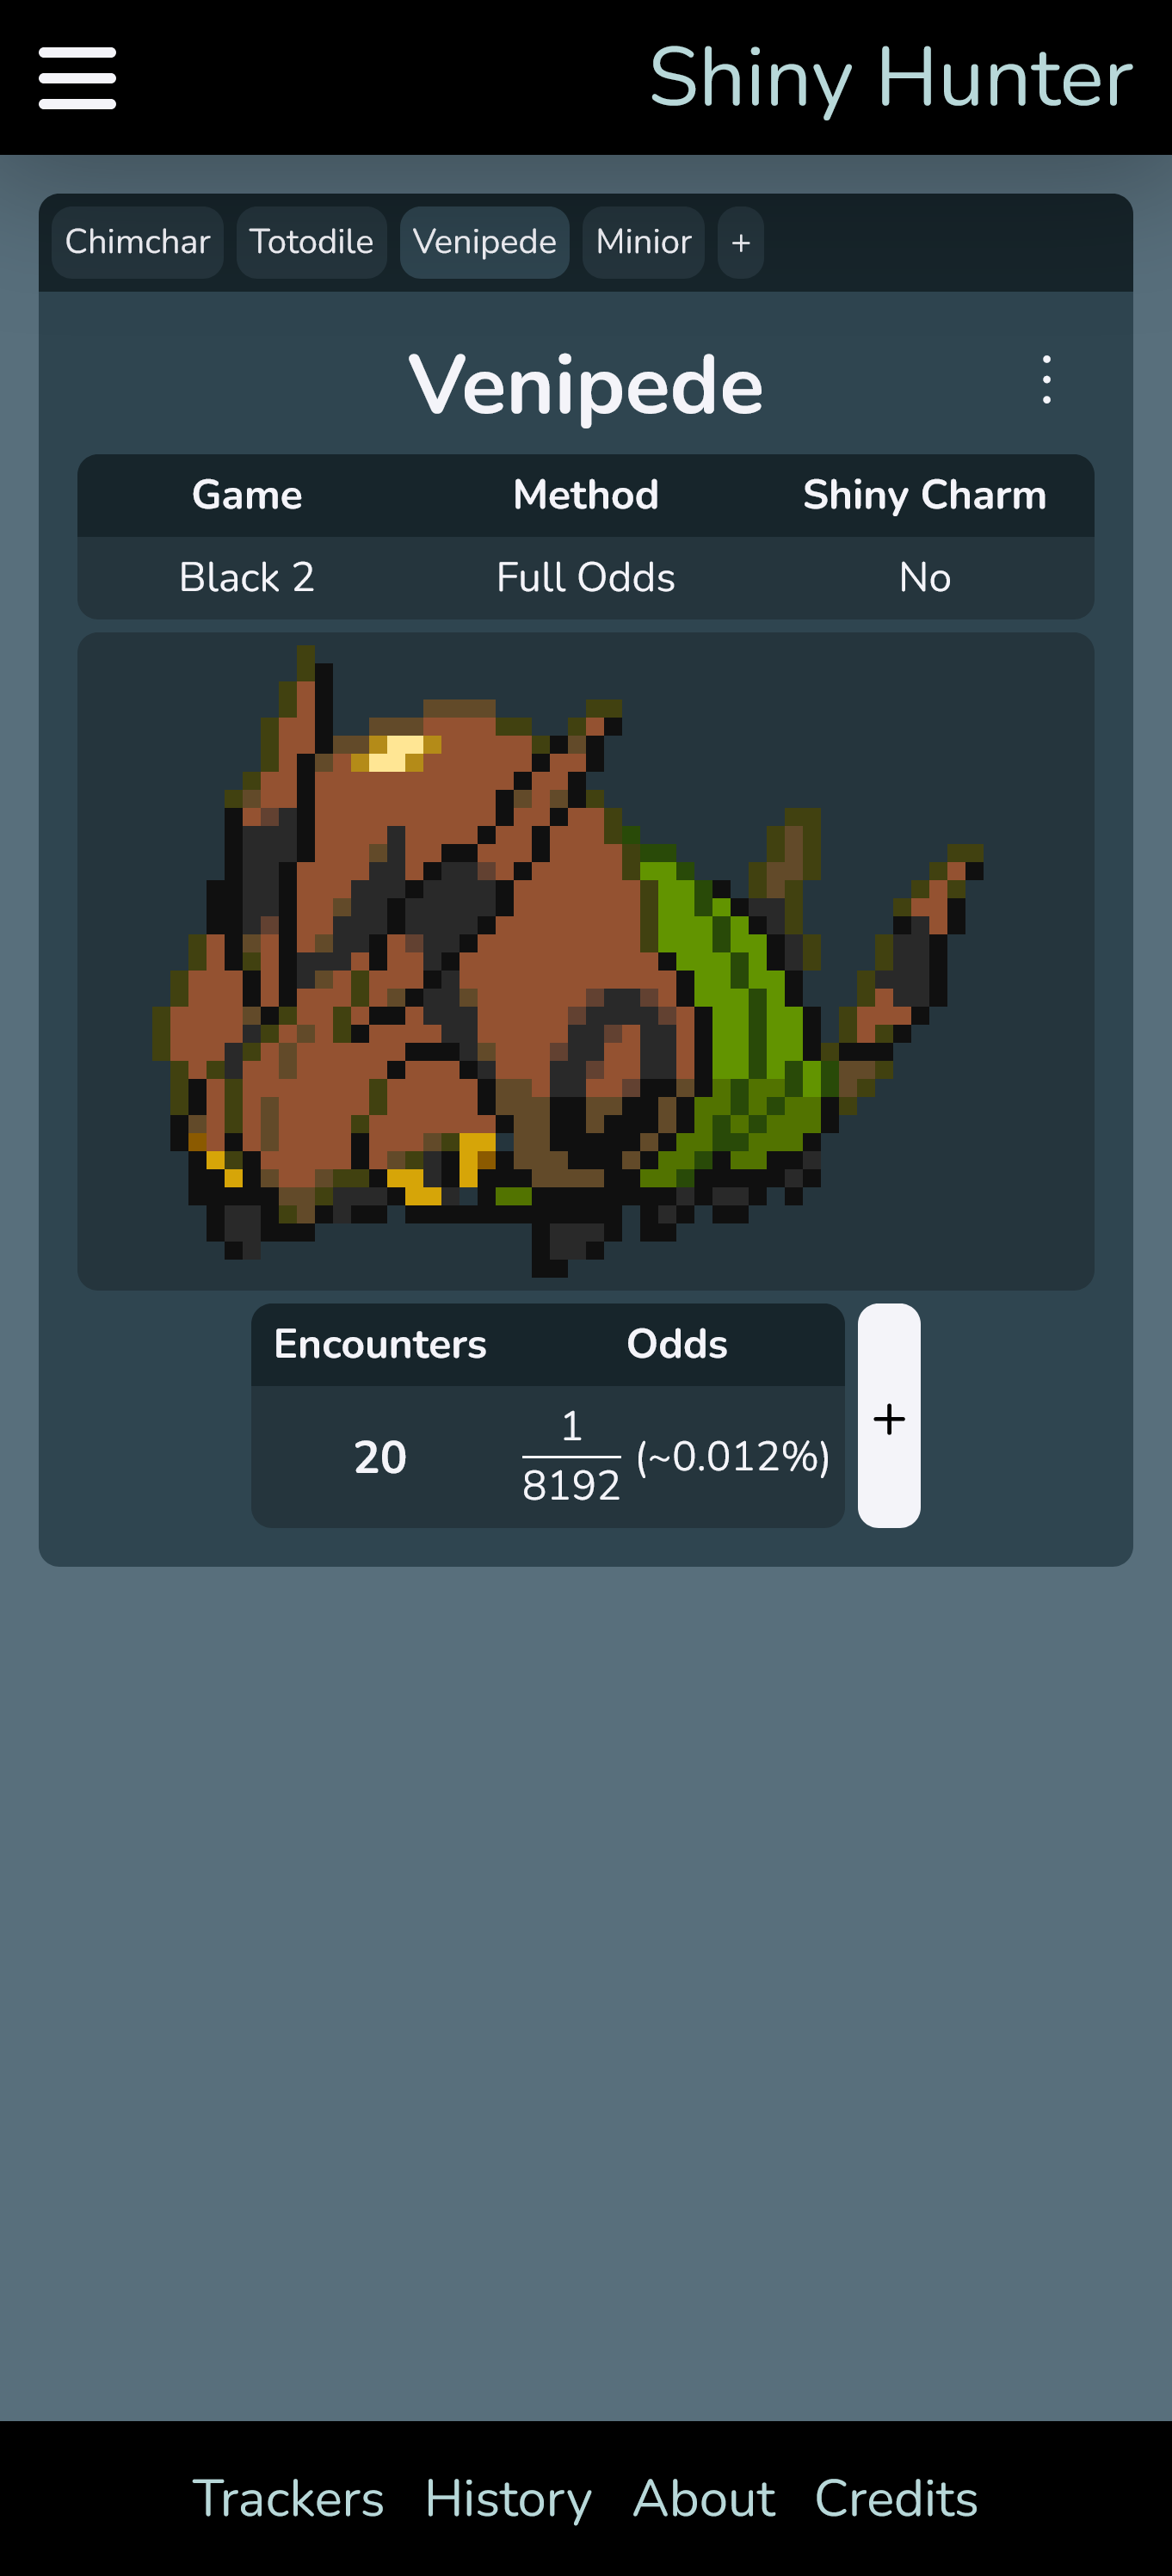 Shiny Hunter
Chimchar Totodile Venipede Minior +
Venipede
Game Method Shiny Charm
Black 2 Full Odds No
Encounters Odds
20 1/8192 (~0.012%) +
Trackers History About Credits